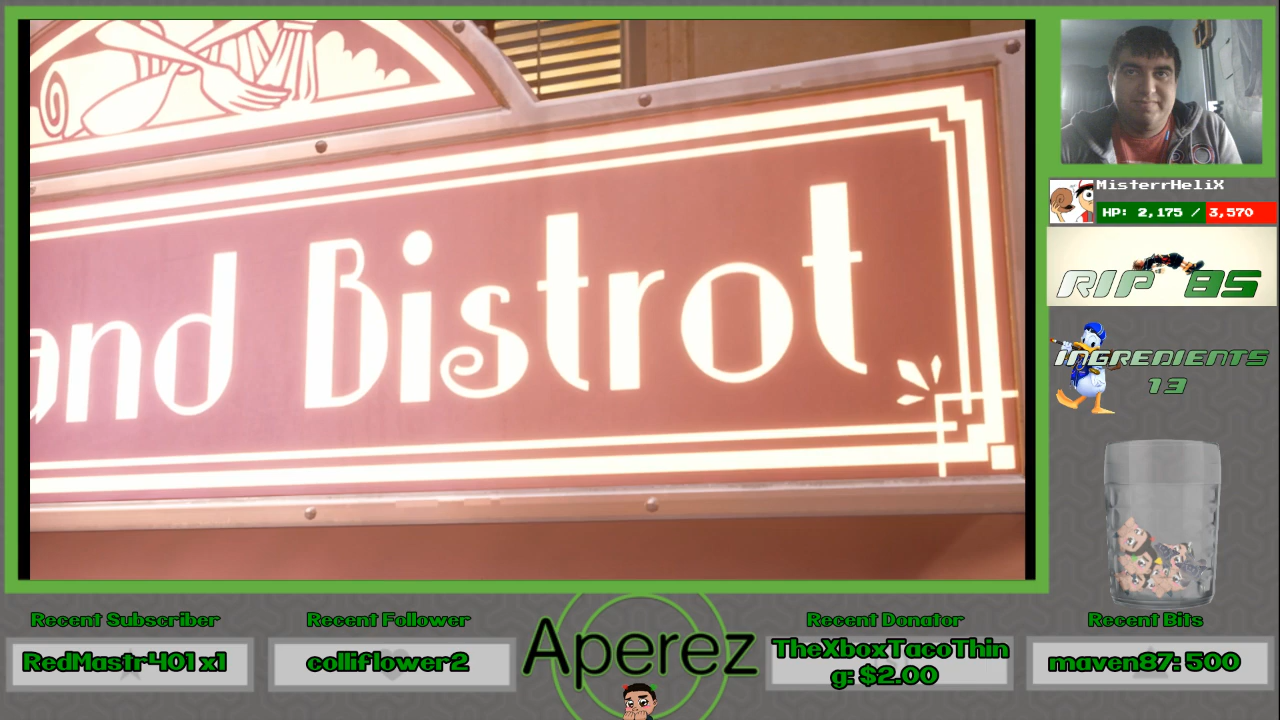 and Bistrot
MisterrHeliX
HP: 2,175 / 3,570
RIP 85
INGREDIENTS
13
Recent Subscriber
RedMastr401 x1
Recent Follower
colliflower2
Aperez
Recent Donator
TheXboxTacoThin
g: $2.00
Recent Bits
maven87: 500